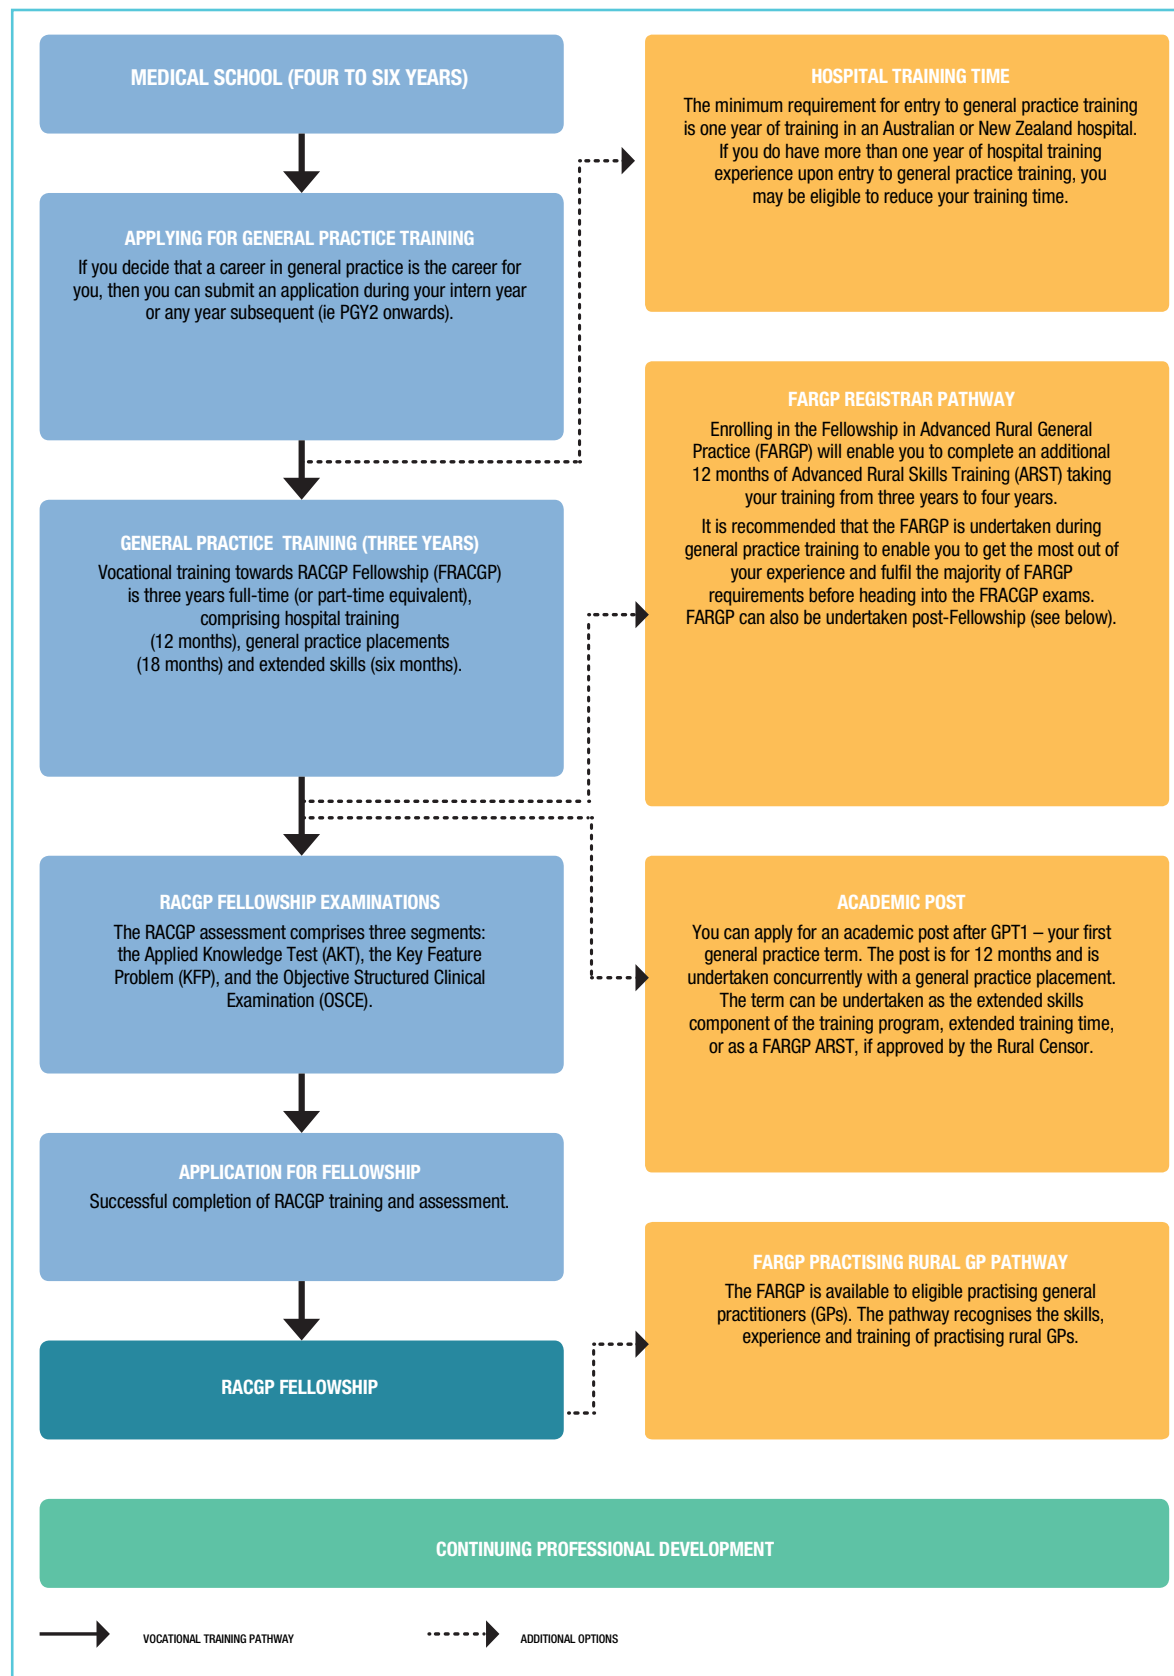 MEDICAL SCHOOL (FOUR TO SIX YEARS)
APPLYING FOR GENERAL PRACTICE TRAINING
If you decide that a career in general practice is the career for
you, then you can submit an application during your intern year
or any year subsequent (ie PGY2 onwards).
GENERAL PRACTICE TRAINING (THREE YEARS)
Vocational training towards RACGP Fellowship (FRACGP)
is three years full-time (or part-time equivalent),
comprising hospital training
(12 months), general practice placements
(18 months) and extended skills (six months).
RACGP FELLOWSHIP EXAMINATIONS
The RACGP assessment comprises three segments:
the Applied Knowledge Test (AKT), the Key Feature
Problem (KFP), and the Objective Structured Clinical
Examination (OSCE).
APPLICATION FOR FELLOWSHIP
Successful completion of RACGP training and assessment.
RACGP FELLOWSHIP
HOSPITAL TRAINING TIME
The minimum requirement for entry to general practice training
is one year of training in an Australian or New Zealand hospital.
If you do have more than one year of hospital training
experience upon entry to general practice training, you
may be eligible to reduce your training time.
FARGP REGISTRAR PATHWAY
Enrolling in the Fellowship in Advanced Rural General
Practice (FARGP) will enable you to complete an additional
12 months of Advanced Rural Skills Training (ARST) taking
your training from three years to four years.
It is recommended that the FARGP is undertaken during
general practice training to enable you to get the most out of
your experience and fulfil the majority of FARGP
requirements before heading into the FRACGP exams.
FARGP can also be undertaken post-Fellowship (see below).
ACADEMIC POST
You can apply for an academic post after GPT1 – your first
general practice term. The post is for 12 months and is
undertaken concurrently with a general practice placement.
The term can be undertaken as the extended skills
component of the training program, extended training time,
or as a FARGP ARST, if approved by the Rural Censor.
FARGP PRACTISING RURAL GP PATHWAY
The FARGP is available to eligible practising general
practitioners (GPs). The pathway recognises the skills,
experience and training of practising rural GPs.
CONTINUING PROFESSIONAL DEVELOPMENT
VOCATIONAL TRAINING PATHWAY
ADDITIONAL OPTIONS